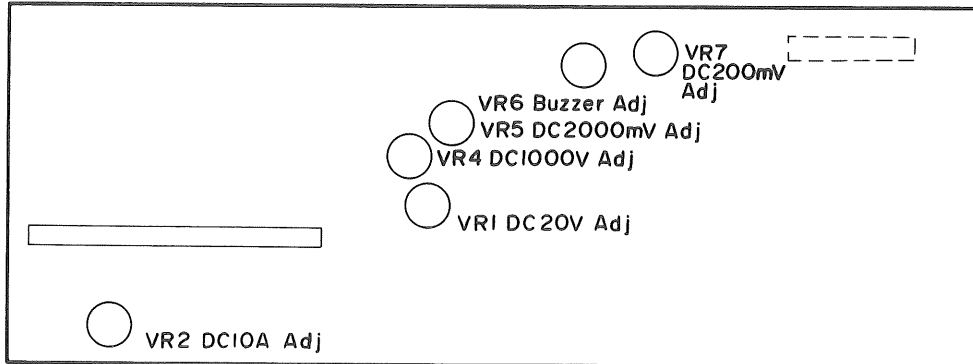 VR7
DC200mV
Adj
VR6 Buzzer Adj
VR5 DC2000mV Adj
VR4 DC1000V Adj
VR1 DC20V Adj
VR2 DC10A Adj